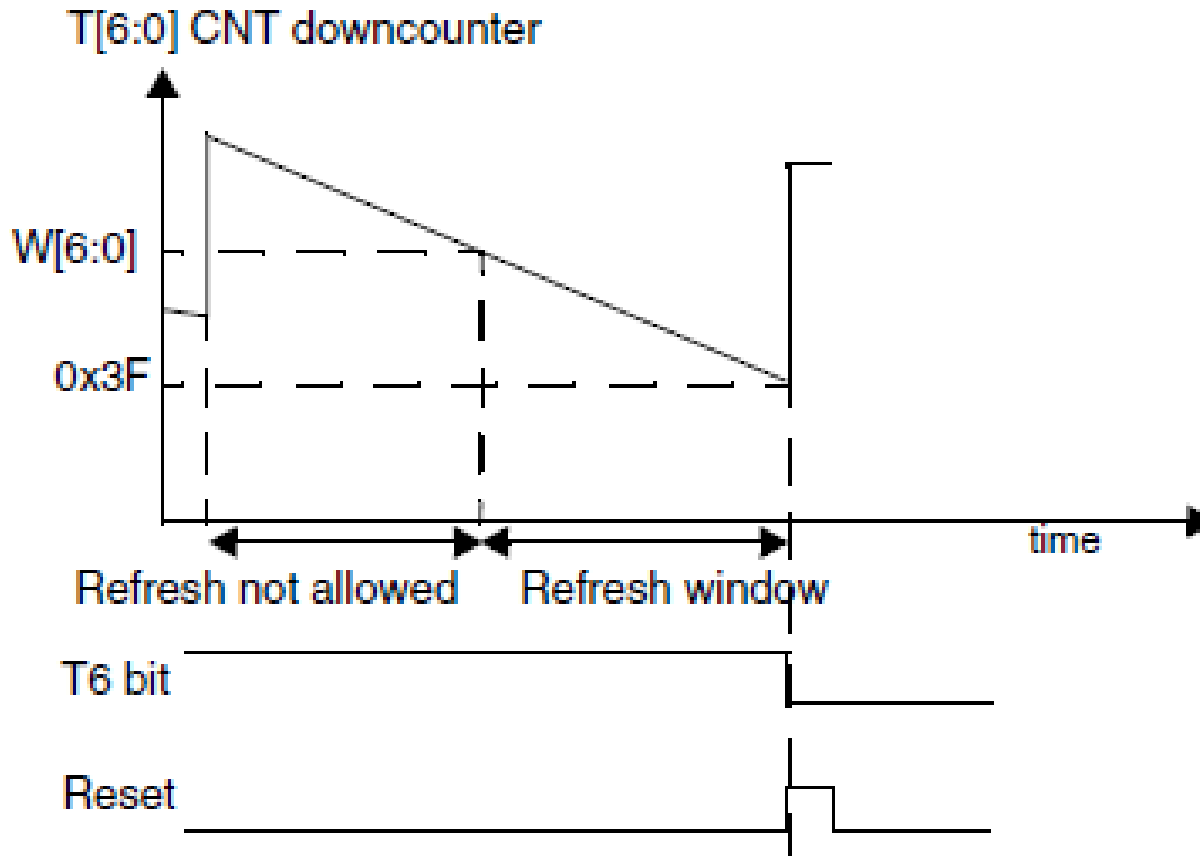 T[6:0] CNT downcounter
W[6:0]
0x3F
time
Refresh not allowed
Refresh window
T6 bit
Reset